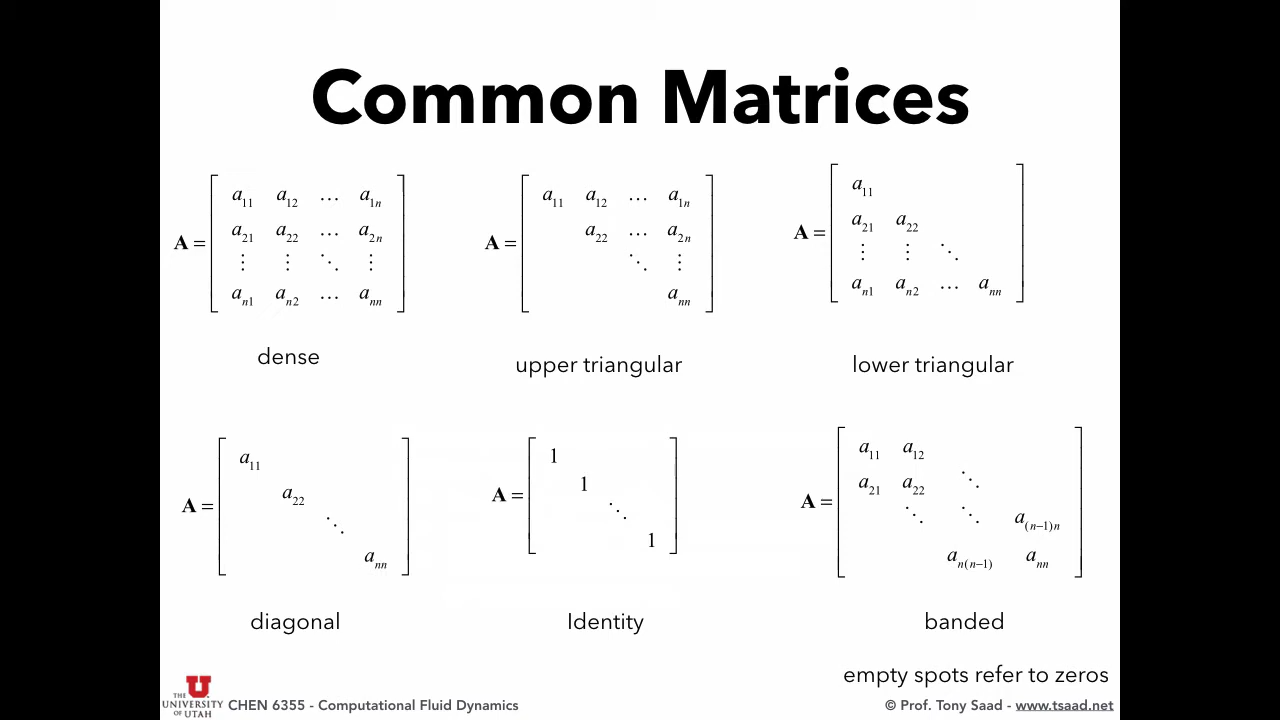 Common Matrices
A = [ a11 a12 … a1n
a21 a22 … a2n
⋮ ⋮ ⋱ ⋮
an1 an2 … ann ]
dense
A = [ a11 a12 … a1n
a22 … a2n
⋱ ⋮
ann ]
upper triangular
A = [ a11
a21 a22
⋮ ⋮ ⋱
an1 an2 … ann ]
lower triangular
A = [ a11
a22
⋱
ann ]
diagonal
A = [ 1
1
⋱
1 ]
Identity
A = [ a11 a12
a21 a22 ⋱
⋱ ⋱ a(n−1)n
an(n−1) ann ]
banded
empty spots refer to zeros
THE
UNIVERSITY
OF UTAH
CHEN 6355 - Computational Fluid Dynamics
© Prof. Tony Saad - www.tsaad.net